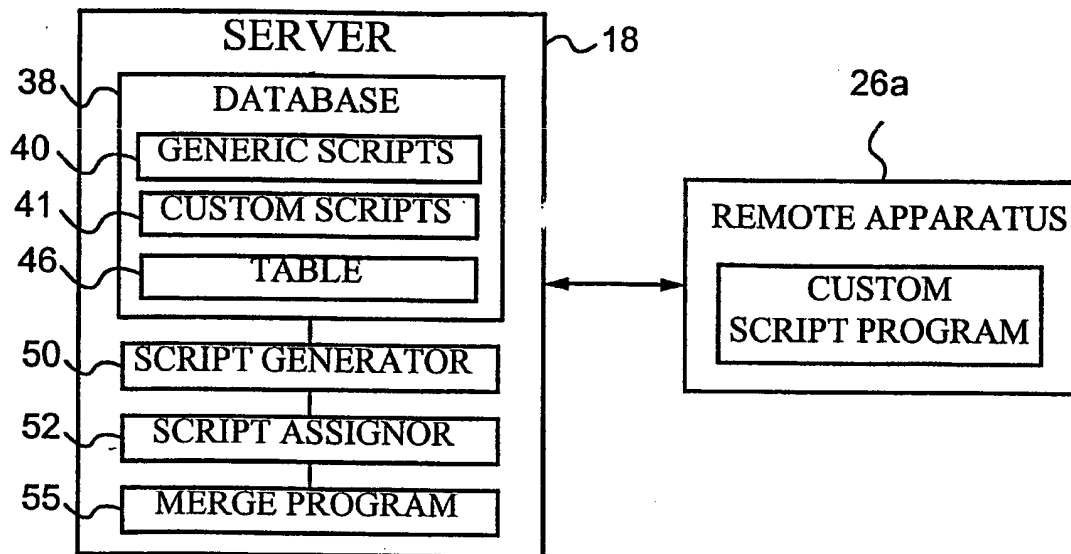 SERVER
18
38
DATABASE
40
GENERIC SCRIPTS
41
CUSTOM SCRIPTS
46
TABLE
50
SCRIPT GENERATOR
52
SCRIPT ASSIGNOR
55
MERGE PROGRAM
26a
REMOTE APPARATUS
CUSTOM
SCRIPT PROGRAM